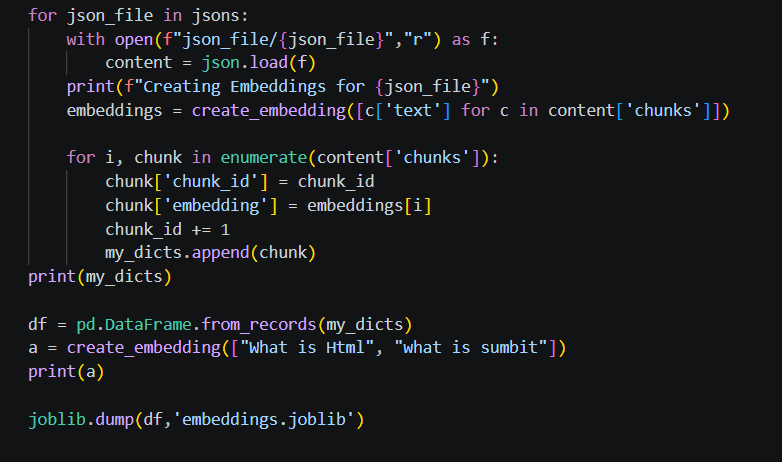 for json_file in jsons:
    with open(f"json_file/{json_file}","r") as f:
        content = json.load(f)
    print(f"Creating Embeddings for {json_file}")
    embeddings = create_embedding([c['text'] for c in content['chunks']])

    for i, chunk in enumerate(content['chunks']):
        chunk['chunk_id'] = chunk_id
        chunk['embedding'] = embeddings[i]
        chunk_id += 1
        my_dicts.append(chunk)
print(my_dicts)

df = pd.DataFrame.from_records(my_dicts)
a = create_embedding(["What is Html", "what is sumbit"])
print(a)

joblib.dump(df,'embeddings.joblib')